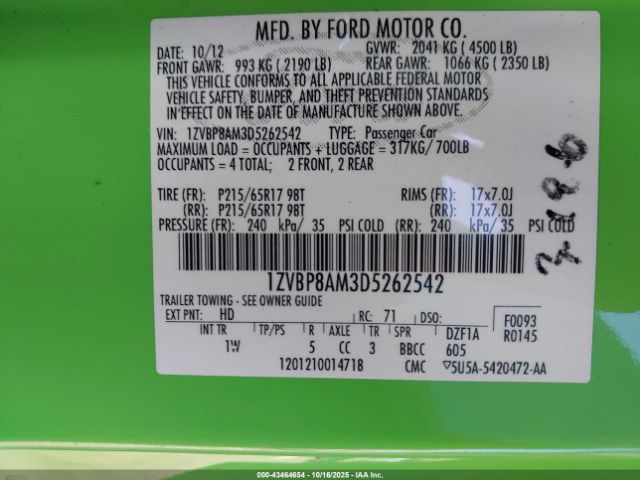 MFD. BY FORD MOTOR CO.
DATE: 10/12 GVWR: 2041 KG ( 4500 LB)
FRONT GAWR: 993 KG ( 2190 LB) REAR GAWR: 1066 KG ( 2350 LB)
THIS VEHICLE CONFORMS TO ALL APPLICABLE FEDERAL MOTOR
VEHICLE SAFETY, BUMPER, AND THEFT PREVENTION STANDARDS
IN EFFECT ON THE DATE OF MANUFACTURE SHOWN ABOVE.
VIN: 1ZVBP8AM3D5262542 TYPE: Passenger Car
MAXIMUM LOAD = OCCUPANTS + LUGGAGE = 317KG/ 700LB
OCCUPANTS = 4 TOTAL; 2 FRONT, 2 REAR
TIRE (FR): P215/65R17 98T RIMS (FR): 17x7.0J
(RR): P215/65R17 98T (RR): 17x7.0J
PRESSURE (FR): 240 kPa/ 35 PSI COLD (RR): 240 kPa/ 35 PSI COLD
1ZVBP8AM3D5262542
TRAILER TOWING - SEE OWNER GUIDE
EXT PNT: HD RC: 71 DSO:
INT TR TP/PS R AXLE TR SPR DZF1A
1W 5 CC 3 BBCC 605
F0093
R0145
1201210014718 CMC ▽5U5A-5420472-AA
000-43464654 | 10/16/2025 | IAA Inc.